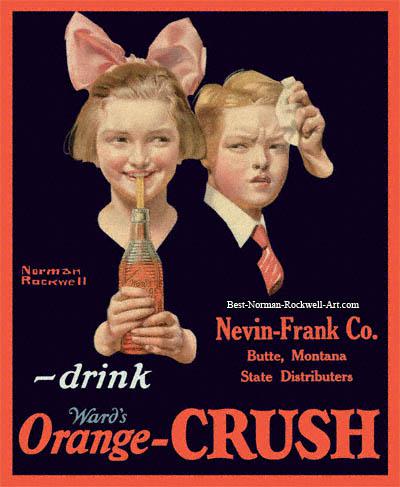 Norman
Rockwell
Best-Norman-Rockwell-Art.com
Nevin-Frank Co.
Butte, Montana
State Distributers
–drink
Ward's
Orange-CRUSH